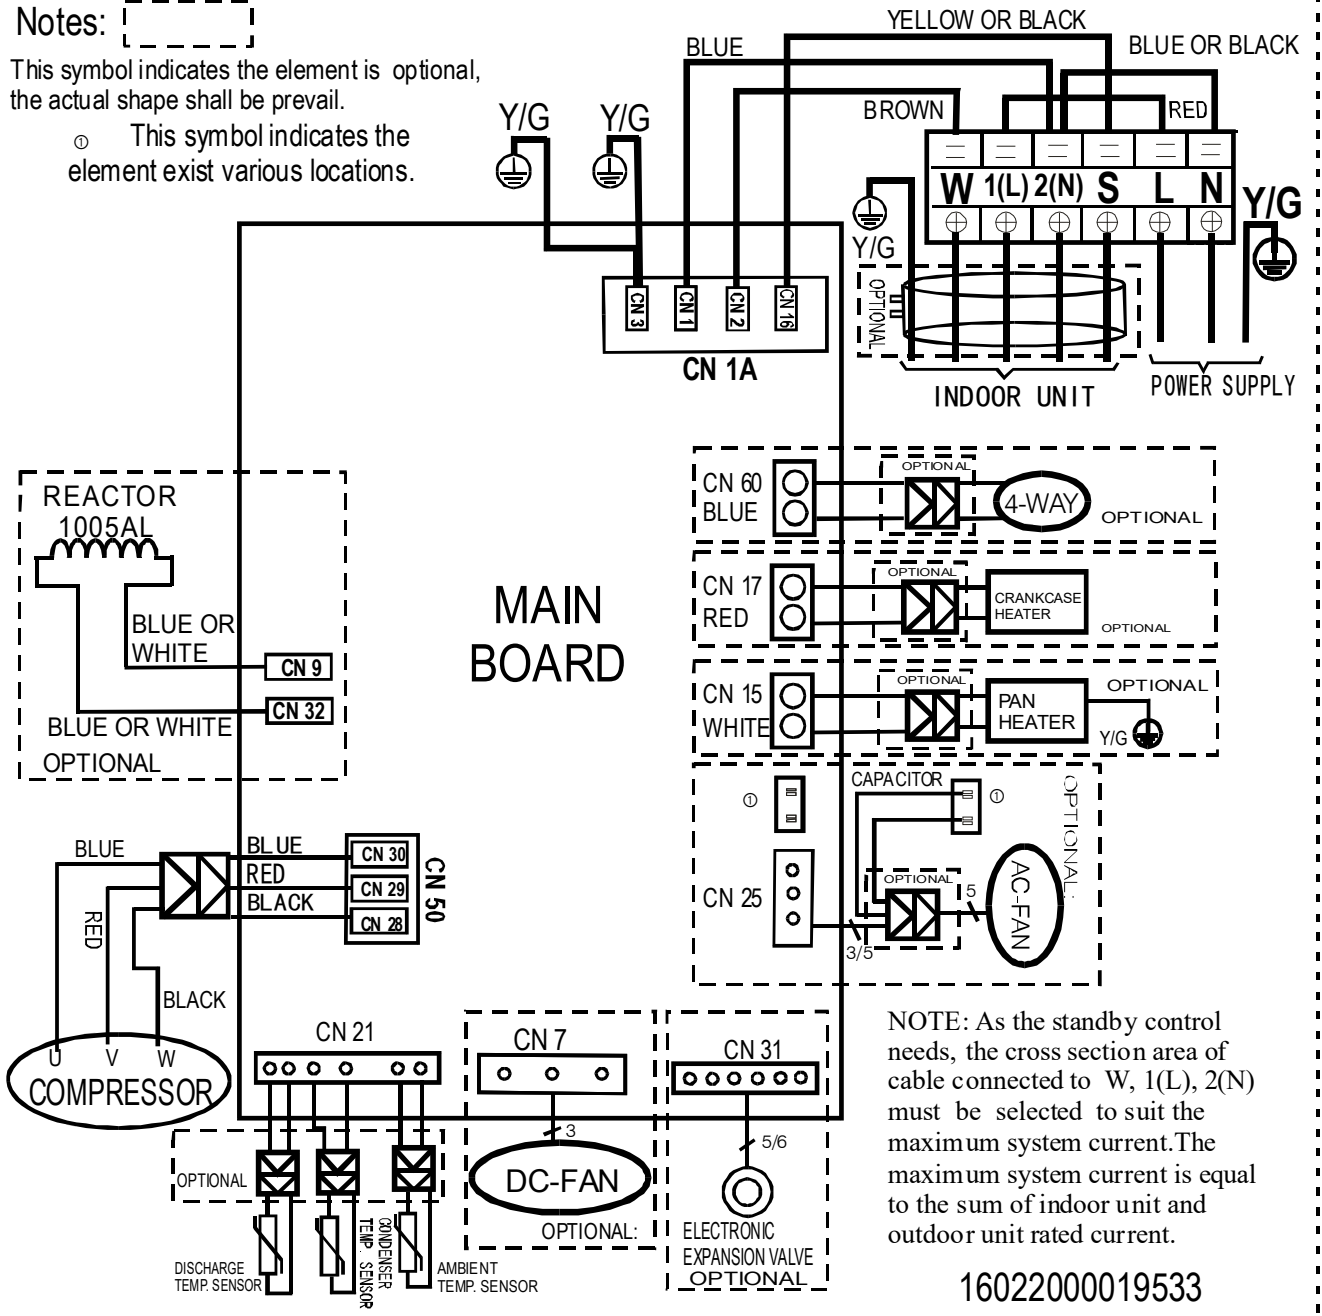 Notes:
This symbol indicates the element is optional,
the actual shape shall be prevail.
① This symbol indicates the
element exist various locations.
YELLOW OR BLACK
BLUE
BLUE OR BLACK
BROWN
RED
Y/G
Y/G
W 1(L) 2(N) S L N
Y/G
Y/G
OPTIONAL
CN 3
CN 1
CN 2
CN 16
CN 1A
INDOOR UNIT
POWER SUPPLY
REACTOR
1005AL
BLUE OR
WHITE
CN 9
CN 32
BLUE OR WHITE
OPTIONAL
MAIN
BOARD
CN 60
BLUE
OPTIONAL
4-WAY
OPTIONAL
CN 17
RED
OPTIONAL
CRANKCASE
HEATER
OPTIONAL
CN 15
WHITE
OPTIONAL
PAN
HEATER
OPTIONAL
Y/G
①
CAPACITOR
①
OPTIONAL:
CN 25
OPTIONAL
3/5
5
AC-FAN
BLUE
RED
BLACK
BLUE
RED
BLACK
CN 30
CN 29
CN 28
CN 50
U V W
COMPRESSOR
CN 21
OPTIONAL
DISCHARGE
TEMP. SENSOR
CONDENSER
TEMP. SENSOR
AMBIENT
TEMP. SENSOR
CN 7
3
DC-FAN
OPTIONAL:
CN 31
5/6
ELECTRONIC
EXPANSION VALVE
OPTIONAL
NOTE: As the standby control
needs, the cross section area of
cable connected to W, 1(L), 2(N)
must be selected to suit the
maximum system current.The
maximum system current is equal
to the sum of indoor unit and
outdoor unit rated current.
16022000019533